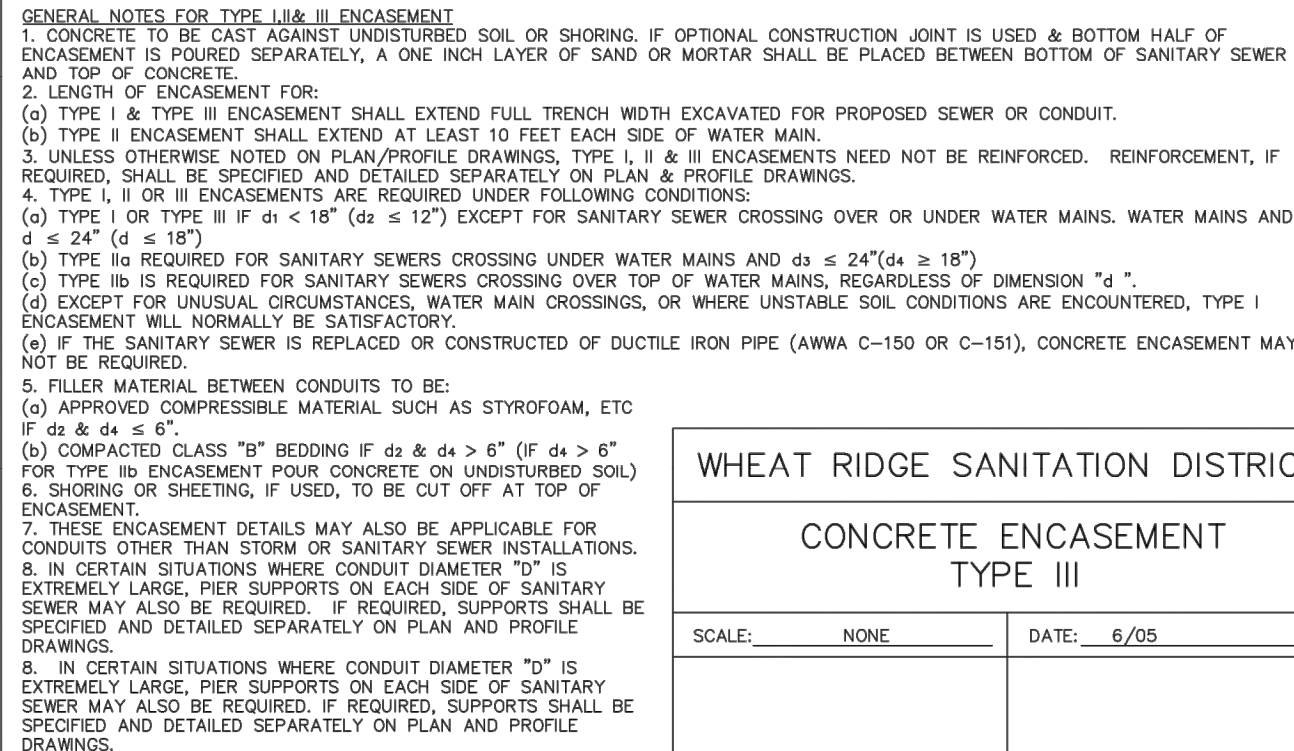 GENERAL NOTES FOR TYPE I,II& III ENCASEMENT
1. CONCRETE TO BE CAST AGAINST UNDISTURBED SOIL OR SHORING. IF OPTIONAL CONSTRUCTION JOINT IS USED & BOTTOM HALF OF
ENCASEMENT IS POURED SEPARATELY, A ONE INCH LAYER OF SAND OR MORTAR SHALL BE PLACED BETWEEN BOTTOM OF SANITARY SEWER
AND TOP OF CONCRETE.
2. LENGTH OF ENCASEMENT FOR:
(a) TYPE I & TYPE III ENCASEMENT SHALL EXTEND FULL TRENCH WIDTH EXCAVATED FOR PROPOSED SEWER OR CONDUIT.
(b) TYPE II ENCASEMENT SHALL EXTEND AT LEAST 10 FEET EACH SIDE OF WATER MAIN.
3. UNLESS OTHERWISE NOTED ON PLAN/PROFILE DRAWINGS, TYPE I, II & III ENCASEMENTS NEED NOT BE REINFORCED. REINFORCEMENT, IF
REQUIRED, SHALL BE SPECIFIED AND DETAILED SEPARATELY ON PLAN & PROFILE DRAWINGS.
4. TYPE I, II OR III ENCASEMENTS ARE REQUIRED UNDER FOLLOWING CONDITIONS:
(a) TYPE I OR TYPE III IF d1 < 18" (d2 ≤ 12") EXCEPT FOR SANITARY SEWER CROSSING OVER OR UNDER WATER MAINS. WATER MAINS AND
d ≤ 24" (d ≤ 18")
(b) TYPE IIa REQUIRED FOR SANITARY SEWERS CROSSING UNDER WATER MAINS AND d3 ≤ 24"(d4 ≥ 18")
(c) TYPE IIb IS REQUIRED FOR SANITARY SEWERS CROSSING OVER TOP OF WATER MAINS, REGARDLESS OF DIMENSION "d ".
(d) EXCEPT FOR UNUSUAL CIRCUMSTANCES, WATER MAIN CROSSINGS, OR WHERE UNSTABLE SOIL CONDITIONS ARE ENCOUNTERED, TYPE I
ENCASEMENT WILL NORMALLY BE SATISFACTORY.
(e) IF THE SANITARY SEWER IS REPLACED OR CONSTRUCTED OF DUCTILE IRON PIPE (AWWA C-150 OR C-151), CONCRETE ENCASEMENT MAY
NOT BE REQUIRED.
5. FILLER MATERIAL BETWEEN CONDUITS TO BE:
(a) APPROVED COMPRESSIBLE MATERIAL SUCH AS STYROFOAM, ETC
IF d2 & d4 ≤ 6".
(b) COMPACTED CLASS "B" BEDDING IF d2 & d4 > 6" (IF d4 > 6"
FOR TYPE IIb ENCASEMENT POUR CONCRETE ON UNDISTURBED SOIL)
6. SHORING OR SHEETING, IF USED, TO BE CUT OFF AT TOP OF
ENCASEMENT.
7. THESE ENCASEMENT DETAILS MAY ALSO BE APPLICABLE FOR
CONDUITS OTHER THAN STORM OR SANITARY SEWER INSTALLATIONS.
8. IN CERTAIN SITUATIONS WHERE CONDUIT DIAMETER "D" IS
EXTREMELY LARGE, PIER SUPPORTS ON EACH SIDE OF SANITARY
SEWER MAY ALSO BE REQUIRED. IF REQUIRED, SUPPORTS SHALL BE
SPECIFIED AND DETAILED SEPARATELY ON PLAN AND PROFILE
DRAWINGS.
8. IN CERTAIN SITUATIONS WHERE CONDUIT DIAMETER "D" IS
EXTREMELY LARGE, PIER SUPPORTS ON EACH SIDE OF SANITARY
SEWER MAY ALSO BE REQUIRED. IF REQUIRED, SUPPORTS SHALL BE
SPECIFIED AND DETAILED SEPARATELY ON PLAN AND PROFILE
DRAWINGS.
WHEAT RIDGE SANITATION DISTRIC
CONCRETE ENCASEMENT
TYPE III
SCALE: NONE
DATE: 6/05